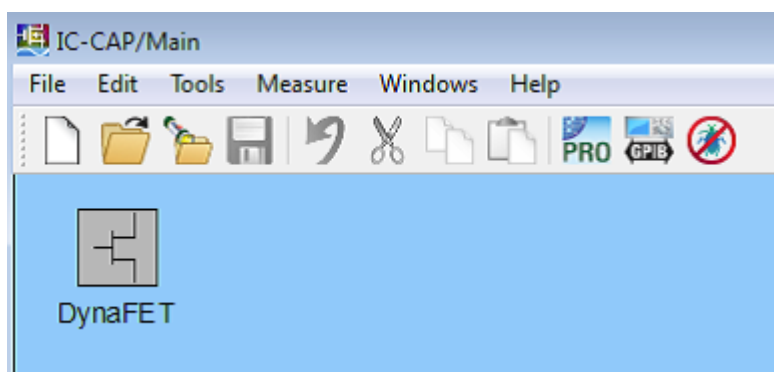 IC-CAP/Main
File Edit Tools Measure Windows Help
PRO GPIB
DynaFET